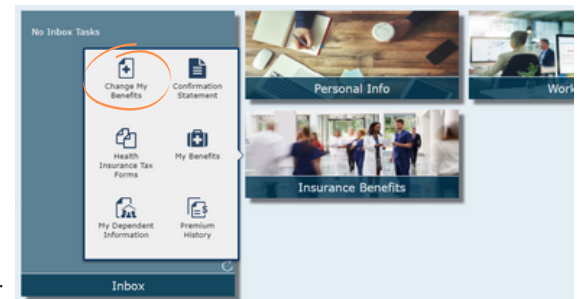 No Inbox Tasks
Change My
Benefits
Confirmation
Statement
Health
Insurance Tax
Forms
My Benefits
My Dependent
Information
Premium
History
Inbox
Personal Info
Work
Insurance Benefits